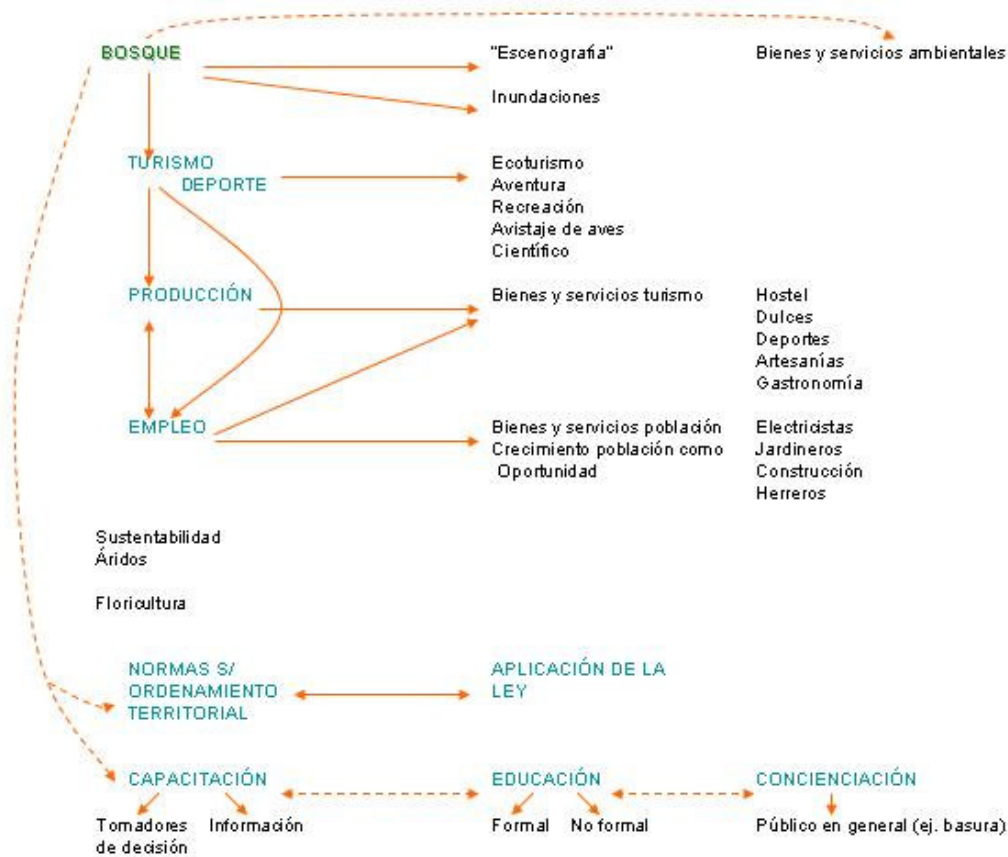 BOSQUE
"Escenografía"
Bienes y servicios ambientales
Inundaciones
TURISMO
DEPORTE
Ecoturismo
Aventura
Recreación
Avistaje de aves
Científico
PRODUCCIÓN
Bienes y servicios turismo
Hostel
Dulces
Deportes
Artesanías
Gastronomía
EMPLEO
Bienes y servicios población
Crecimiento población como
Oportunidad
Electricistas
Jardineros
Construcción
Herreros
Sustentabilidad
Áridos
Floricultura
NORMAS S/
ORDENAMIENTO
TERRITORIAL
APLICACIÓN DE LA
LEY
CAPACITACIÓN
EDUCACIÓN
CONCIENCIACIÓN
Tomadores
de decisión
Información
Formal
No formal
Público en general (ej. basura)